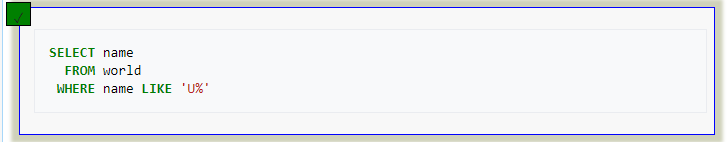 ✓
SELECT name
FROM world
WHERE name LIKE 'U%'